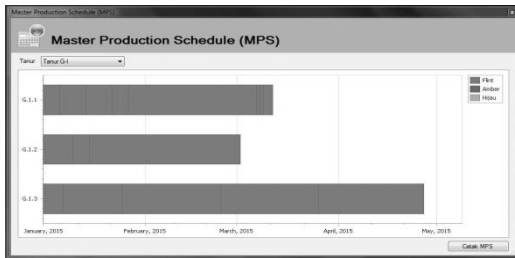 Master Production Schedule (MPS)
Master Production Schedule (MPS)
Tanur Tanur G-I
Flint
Amber
Hijau
G.1.1
G.1.2
G.1.3
January, 2015 February, 2015 March, 2015 April, 2015 May, 2015
Cetak MPS